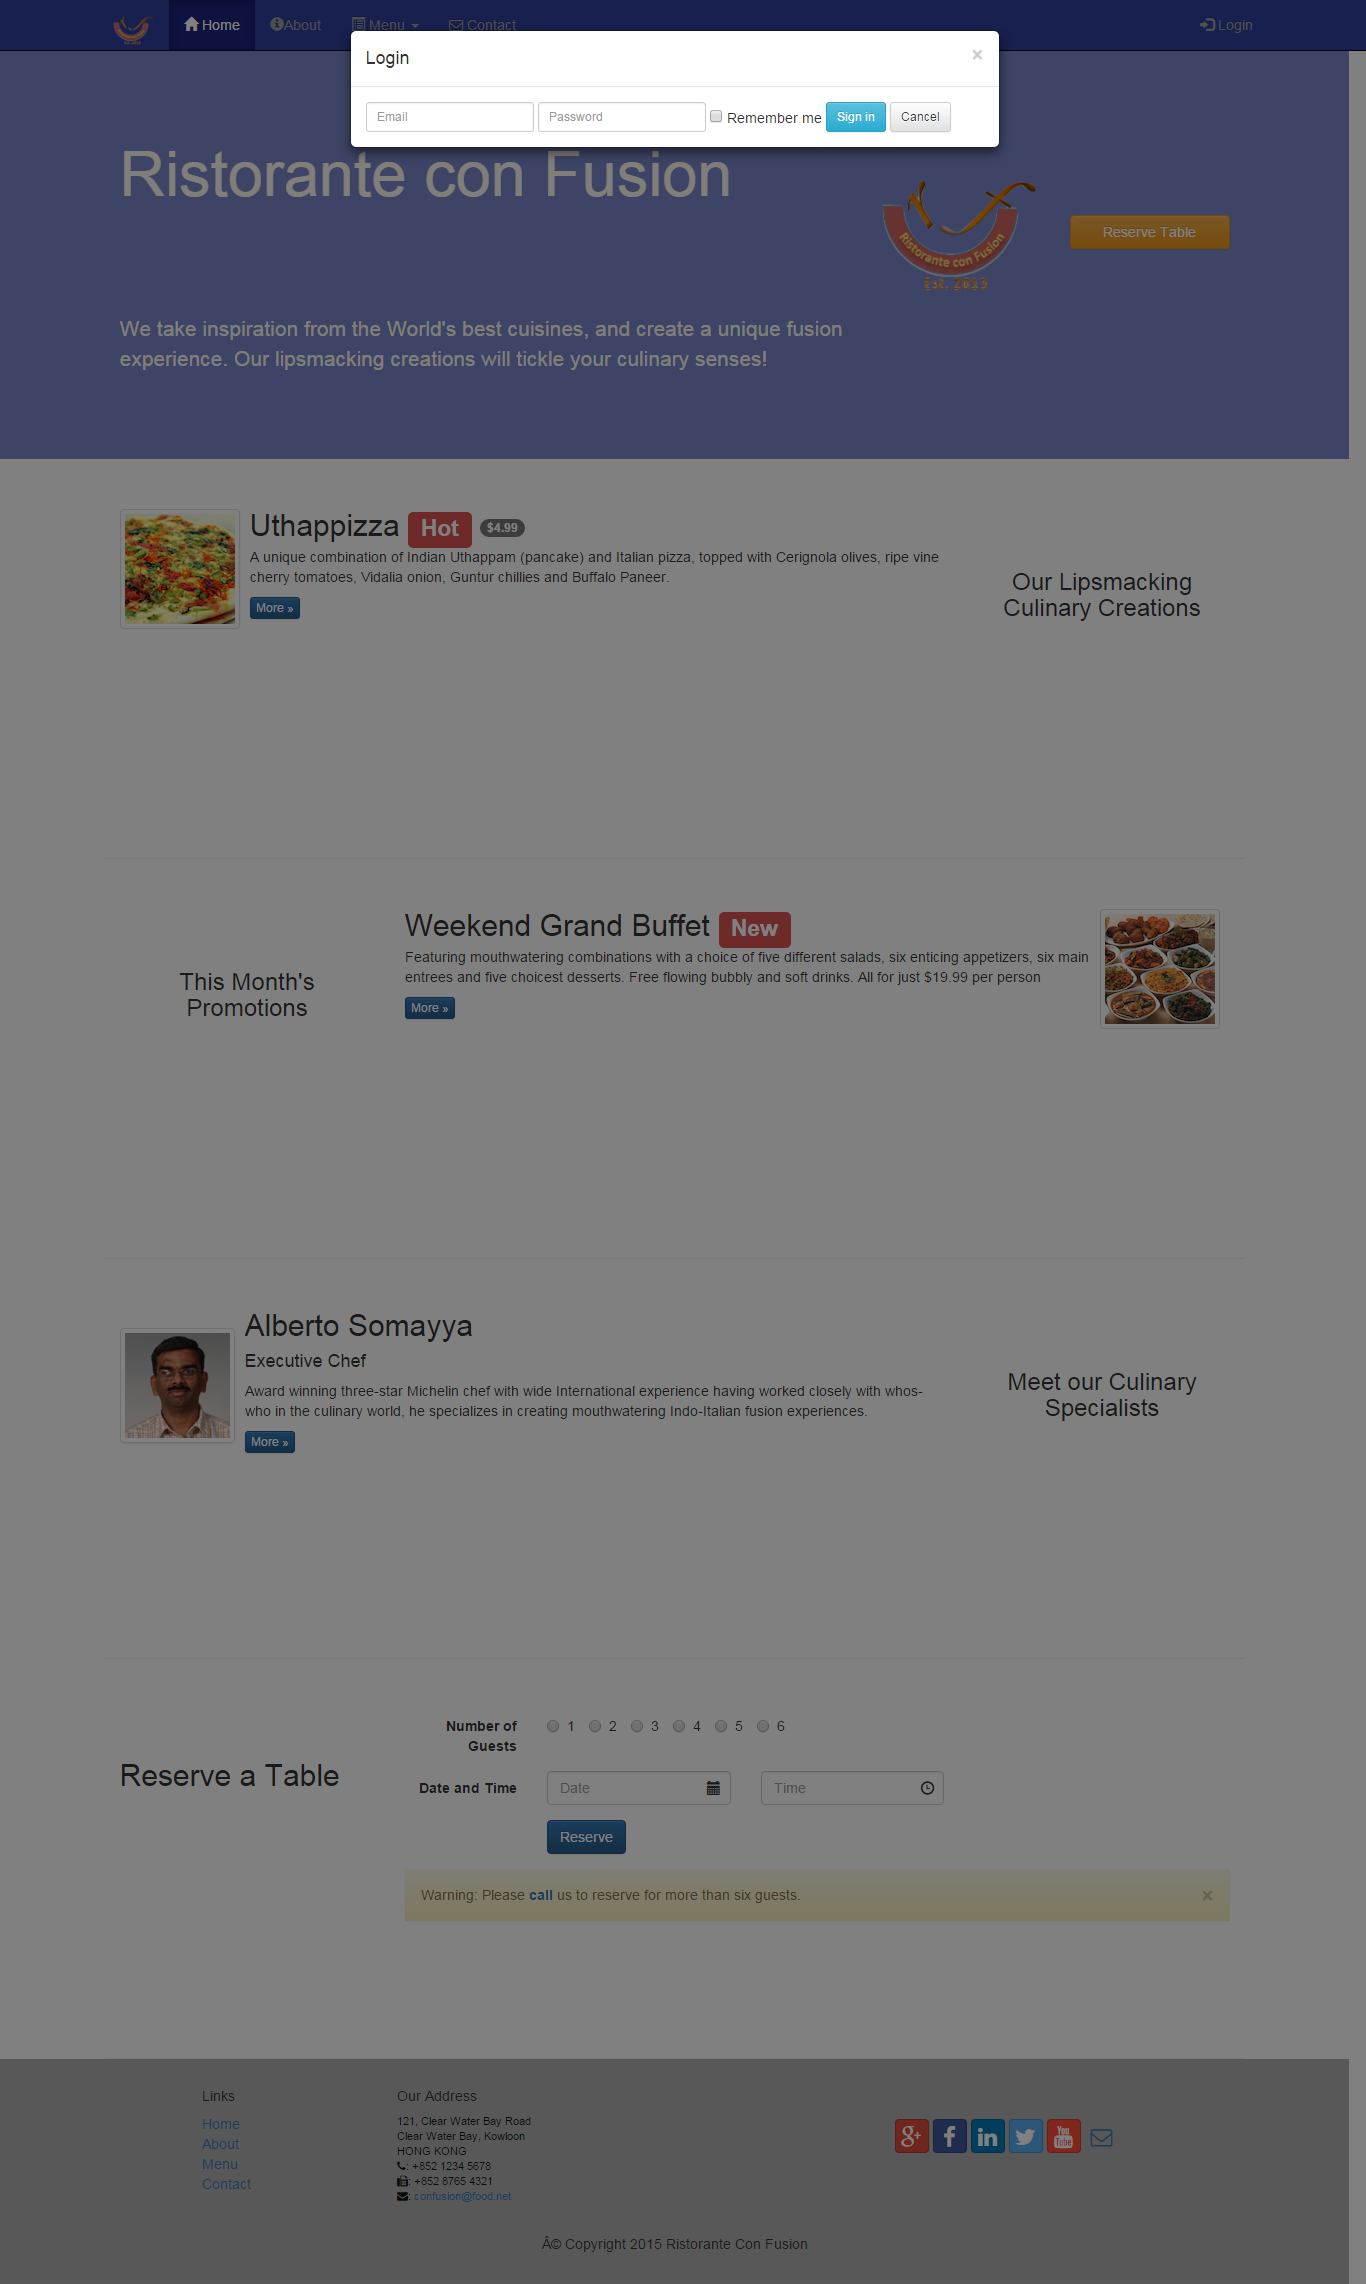 Home About Menu Contact Login
Login ×
Email Password Remember me Sign in Cancel
Ristorante con Fusion
Ristorante con Fusion
Est. 2015
Reserve Table
We take inspiration from the World's best cuisines, and create a unique fusion
experience. Our lipsmacking creations will tickle your culinary senses!
Uthappizza Hot $4.99
A unique combination of Indian Uthappam (pancake) and Italian pizza, topped with Cerignola olives, ripe vine
cherry tomatoes, Vidalia onion, Guntur chillies and Buffalo Paneer.
More »
Our Lipsmacking
Culinary Creations
This Month's
Promotions
Weekend Grand Buffet New
Featuring mouthwatering combinations with a choice of five different salads, six enticing appetizers, six main
entrees and five choicest desserts. Free flowing bubbly and soft drinks. All for just $19.99 per person
More »
Alberto Somayya
Executive Chef
Award winning three-star Michelin chef with wide International experience having worked closely with whos-
who in the culinary world, he specializes in creating mouthwatering Indo-Italian fusion experiences.
More »
Meet our Culinary
Specialists
Reserve a Table
Number of
Guests
1 2 3 4 5 6
Date and Time Date Time
Reserve
Warning: Please call us to reserve for more than six guests. ×
Links
Home
About
Menu
Contact
Our Address
121, Clear Water Bay Road
Clear Water Bay, Kowloon
HONG KONG
: +852 1234 5678
: +852 8765 4321
: confusion@food.net
g+ f in You Tube
Â© Copyright 2015 Ristorante Con Fusion